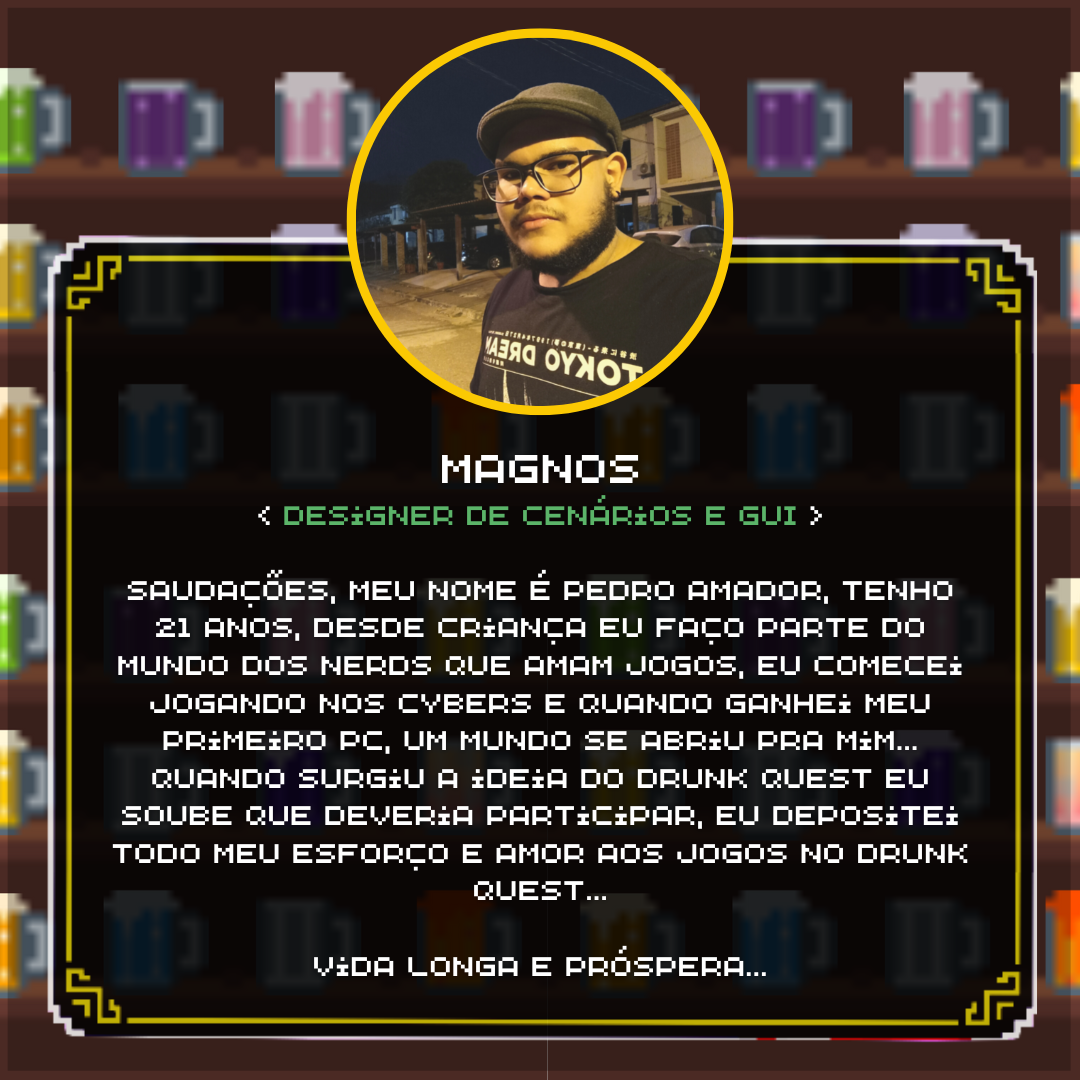 TOKYO DREAM
MAGNOS
< DESiGNER DE CENÁRiOS E GUI >
SAUDAÇÕES, MEU NOME É PEDRO AMADOR, TENHO
21 ANOS, DESDE CRiANÇA EU FAÇO PARTE DO
MUNDO DOS NERDS QUE AMAM JOGOS, EU COMECEi
JOGANDO NOS CYBERS E QUANDO GANHEi MEU
PRiMEiRO PC, UM MUNDO SE ABRiU PRA MiM...
QUANDO SURGiU A iDEiA DO DRUNK QUEST EU
SOUBE QUE DEVERiA PARTiCiPAR, EU DEPOSiTEi
TODO MEU ESFORÇO E AMOR AOS JOGOS NO DRUNK
QUEST...
ViDA LONGA E PRÓSPERA...